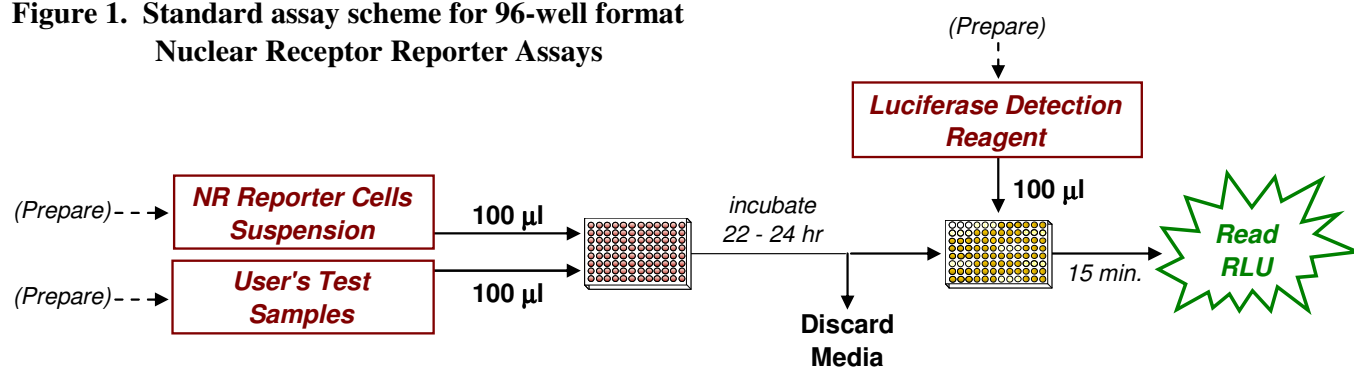 Figure 1. Standard assay scheme for 96-well format
Nuclear Receptor Reporter Assays
(Prepare)
Luciferase Detection
Reagent
100 µl
(Prepare)
NR Reporter Cells
Suspension
100 µl
(Prepare)
User's Test
Samples
100 µl
incubate
22 - 24 hr
Discard
Media
15 min.
Read
RLU